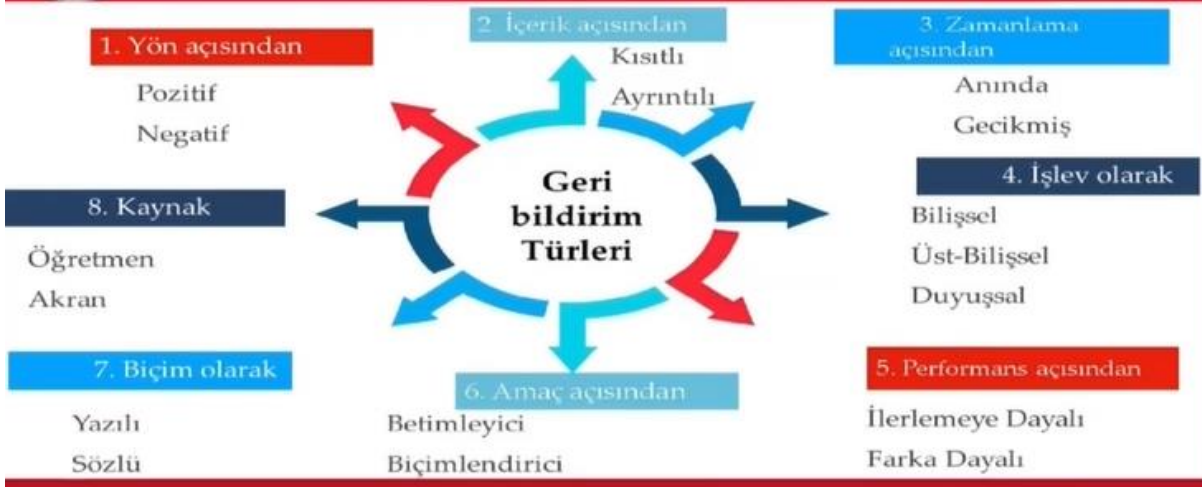 1. Yön açısından
Pozitif
Negatif
2 İçerik açısından
Kısıtlı
Ayrıntılı
3. Zamanlama
açısından
Anında
Gecikmiş
4. İşlev olarak
Bilişsel
Üst-Bilişsel
Duyuşsal
5. Performans açısından
İlerlemeye Dayalı
Farka Dayalı
6. Amaç açısından
Betimleyici
Biçimlendirici
7. Biçim olarak
Yazılı
Sözlü
8. Kaynak
Öğretmen
Akran
Geri
bildirim
Türleri